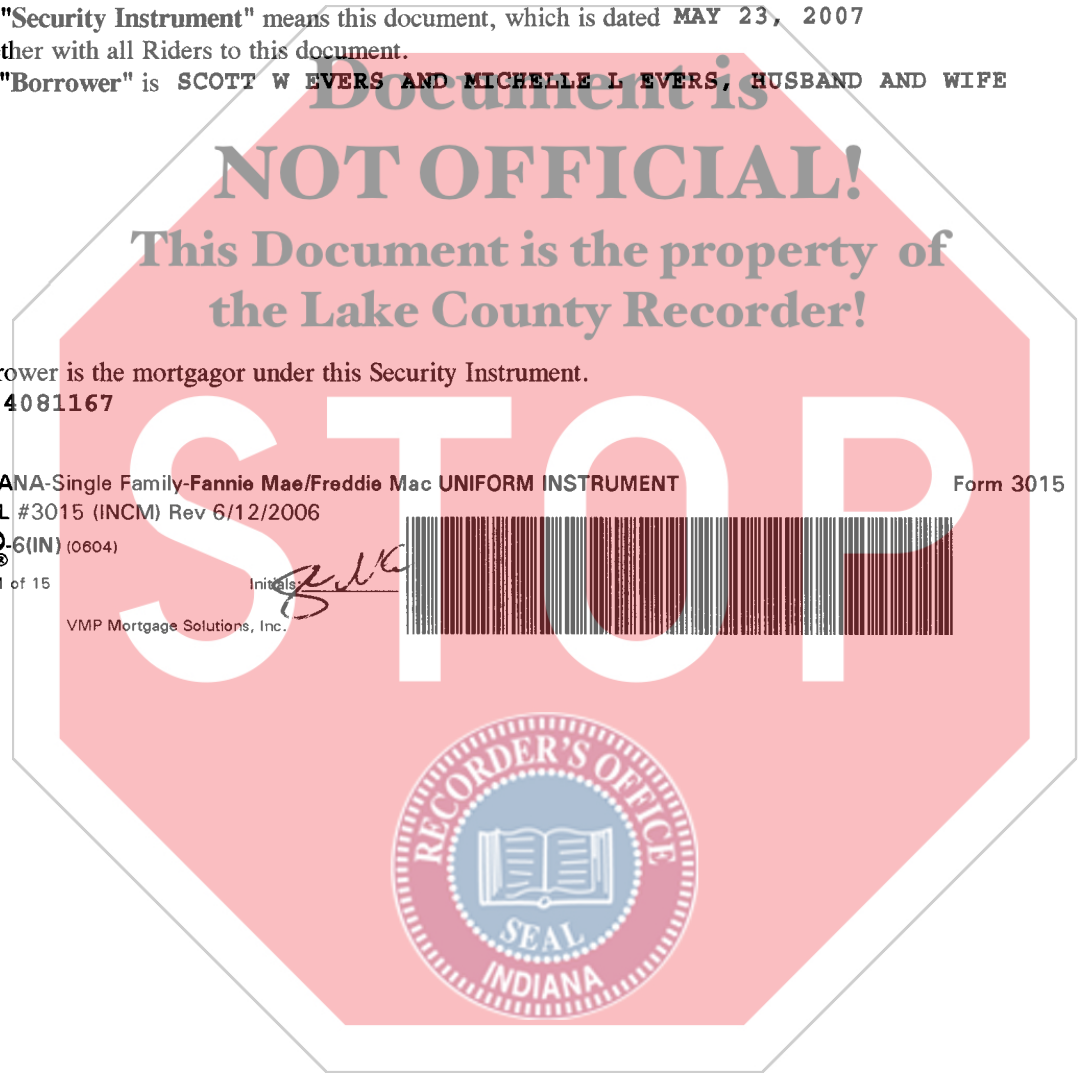 "Security Instrument" means this document, which is dated MAY 23, 2007
ther with all Riders to this document.
"Borrower" is SCOTT W EVERS AND MICHELLE L EVERS, HUSBAND AND WIFE
Document is
NOT OFFICIAL!
This Document is the property of
the Lake County Recorder!
rower is the mortgagor under this Security Instrument.
4081167
STOP
ANA-Single Family-Fannie Mae/Freddie Mac UNIFORM INSTRUMENT Form 3015
L #3015 (INCM) Rev 6/12/2006
-6(IN) (0604)
®
of 15 Initials:
VMP Mortgage Solutions, Inc.
RECORDER'S OFFICE
SEAL
INDIANA